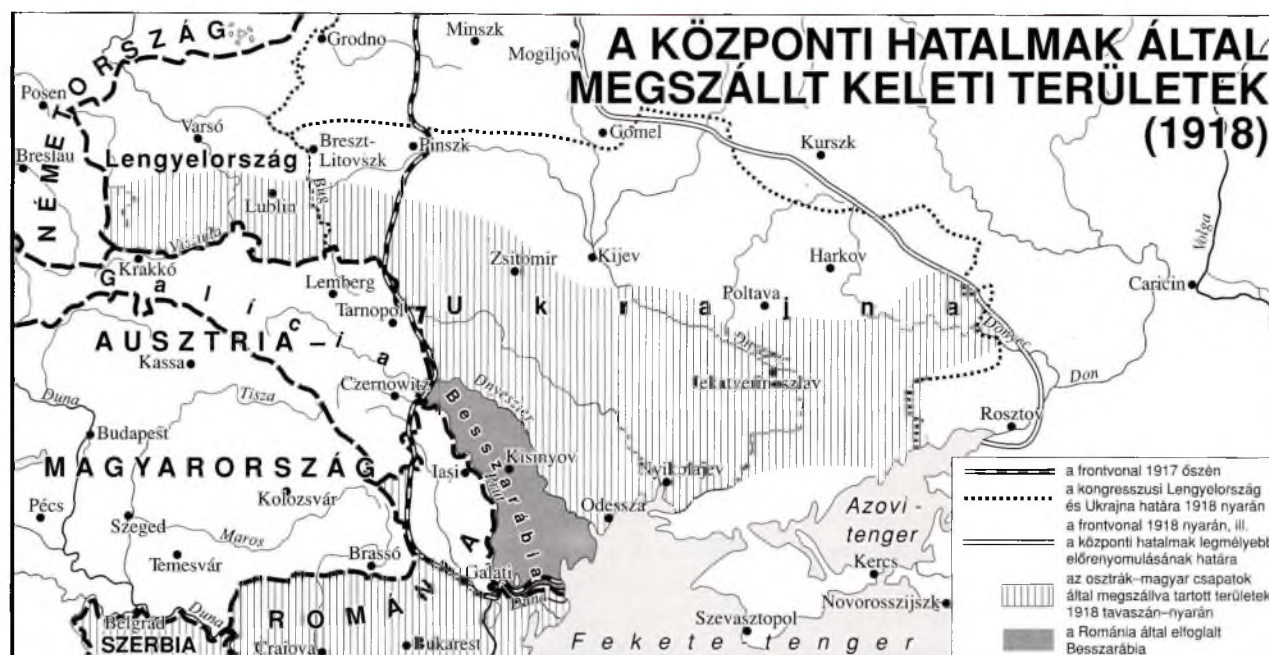 A KÖZPONTI HATALMAK ÁLTAL
MEGSZÁLLT KELETI TERÜLETEK
(1918)
NÉMETORSZÁG
Grodno
Minszk
Mogiljov
Posen
Varsó
Breszt-
Litovszk
Pinszk
Gomel
Kurszk
Breslau
Lengyelország
Lublin
Bug
Visztula
Krakkó
Galícia
Lemberg
Tarnopol
Zsitomir
Kijev
Harkov
Poltava
Ukrajna
Volga
Caricin
AUSZTRIA–
Kassa
Czernowitz
Dnyeszter
Jekatyerinoszlav
Donyec
Don
Rosztov
Duna
Tisza
Budapest
MAGYARORSZÁG
Iaşi
Kisinyov
Prut
Besszarábia
Nyikolajev
Odessza
Pécs
Szeged
Kolozsvár
Maros
Temesvár
Brassó
Galaţi
Duna
Azovi-
tenger
Kercs
Novorosszijszk
Szevasztopol
Fekete-tenger
Duna
Belgrád
SZERBIA
ROMÁN
A
Craiova
Bukarest
a frontvonal 1917 őszén
a kongresszusi Lengyelország
és Ukrajna határa 1918 nyarán
a frontvonal 1918 nyarán, ill.
a központi hatalmak legmélyebb
előrenyomulásának határa
az osztrák–magyar csapatok
által megszállva tartott területek
1918 tavaszán–nyarán
a Románia által elfoglalt
Besszarábia